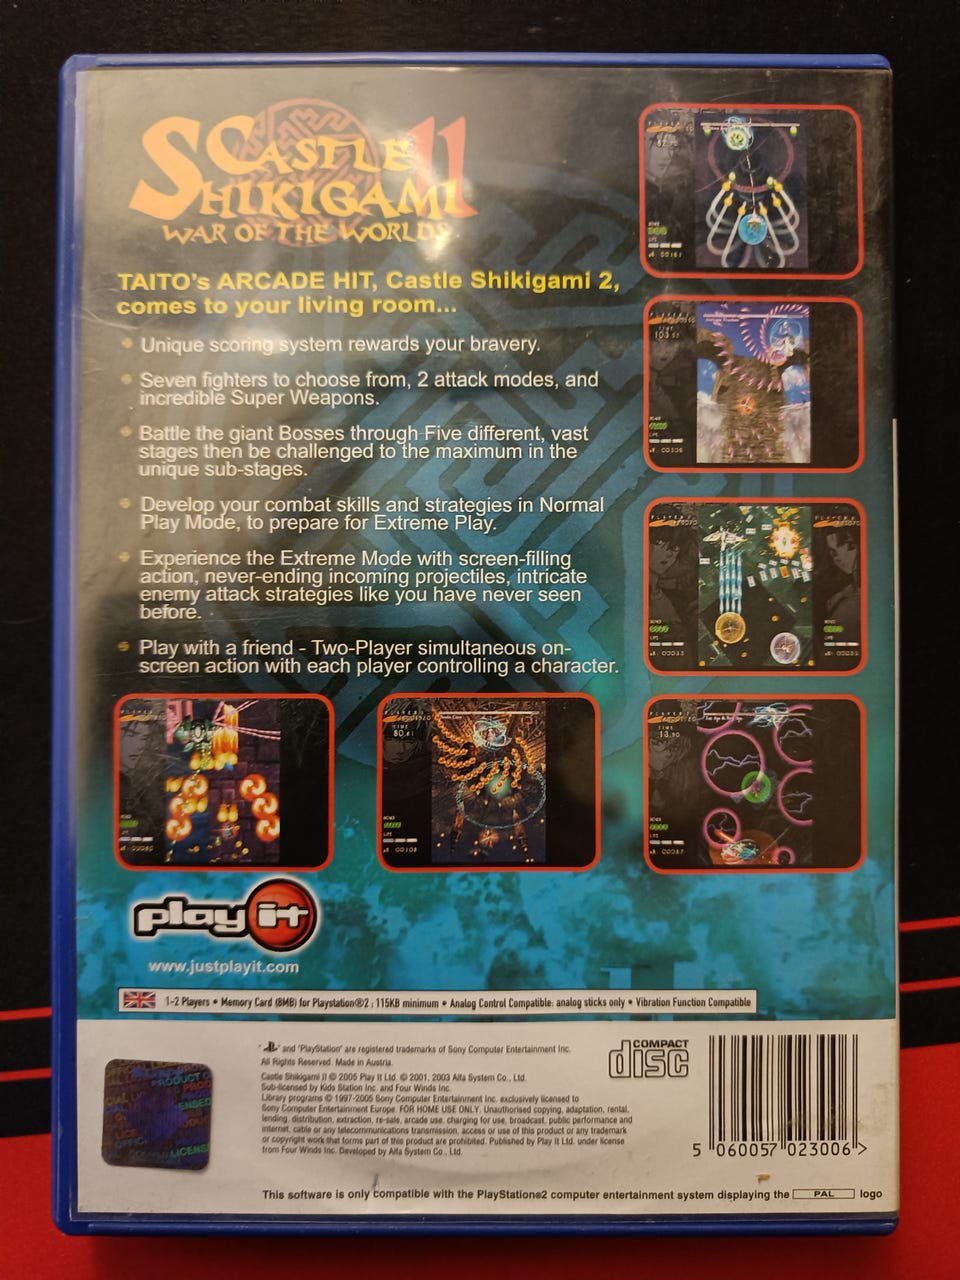 CASTLE II
SHIKIGAMI
WAR OF THE WORLDS
TAITO's ARCADE HIT, Castle Shikigami 2,
comes to your living room...
Unique scoring system rewards your bravery.
Seven fighters to choose from, 2 attack modes, and
incredible Super Weapons.
Battle the giant Bosses through Five different, vast
stages then be challenged to the maximum in the
unique sub-stages.
Develop your combat skills and strategies in Normal
Play Mode, to prepare for Extreme Play.
Experience the Extreme Mode with screen-filling
action, never-ending incoming projectiles, intricate
enemy attack strategies like you have never seen
before.
Play with a friend - Two-Player simultaneous on-
screen action with each player controlling a character.
play it
www.justplayit.com
1-2 Players • Memory Card (8MB) for Playstation®2 : 115KB minimum • Analog Control Compatible: analog sticks only • Vibration Function Compatible
" " and "PlayStation" are registered trademarks of Sony Computer Entertainment Inc.
All Rights Reserved. Made in Austria.
Castle Shikigami II © 2005 Play It Ltd. © 2001, 2003 Alfa System Co., Ltd.
Sub-licensed by Kids Station Inc. and Four Winds Inc.
Library programs © 1997-2005 Sony Computer Entertainment Inc. exclusively licensed to
Sony Computer Entertainment Europe. FOR HOME USE ONLY. Unauthorised copying, adaptation, rental,
lending, distribution, extraction, re-sale, arcade use, charging for use, broadcast, public performance and
internet, cable or any telecommunications transmission, access or use of this product or any trademark
or copyright work that forms part of this product are prohibited. Published by Play It Ltd. under license
from Four Winds Inc. Developed by Alfa System Co., Ltd.
COMPACT
disc
5 060057 023006 >
This software is only compatible with the PlayStation®2 computer entertainment system displaying the PAL logo